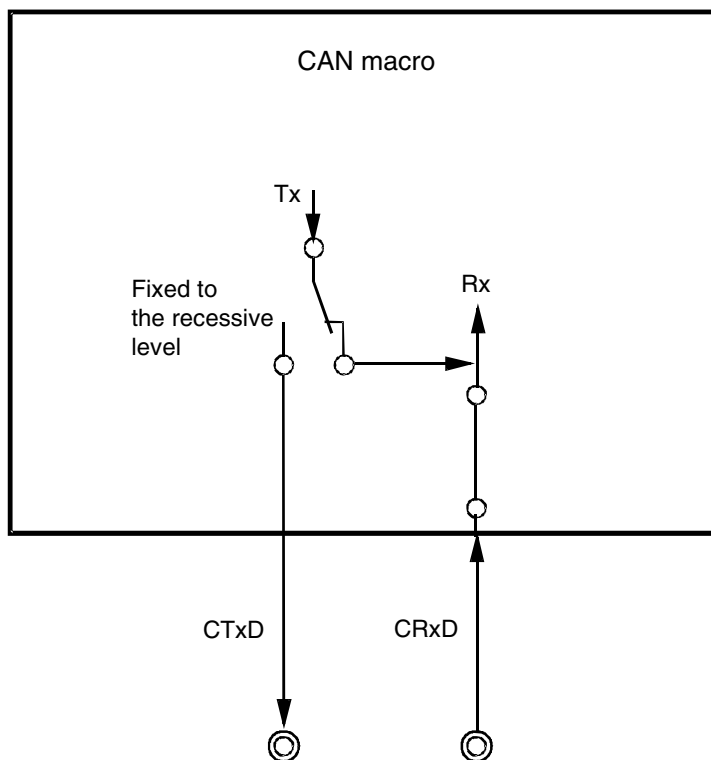 CAN macro
Tx
Rx
Fixed to
the recessive
level
CTxD
CRxD